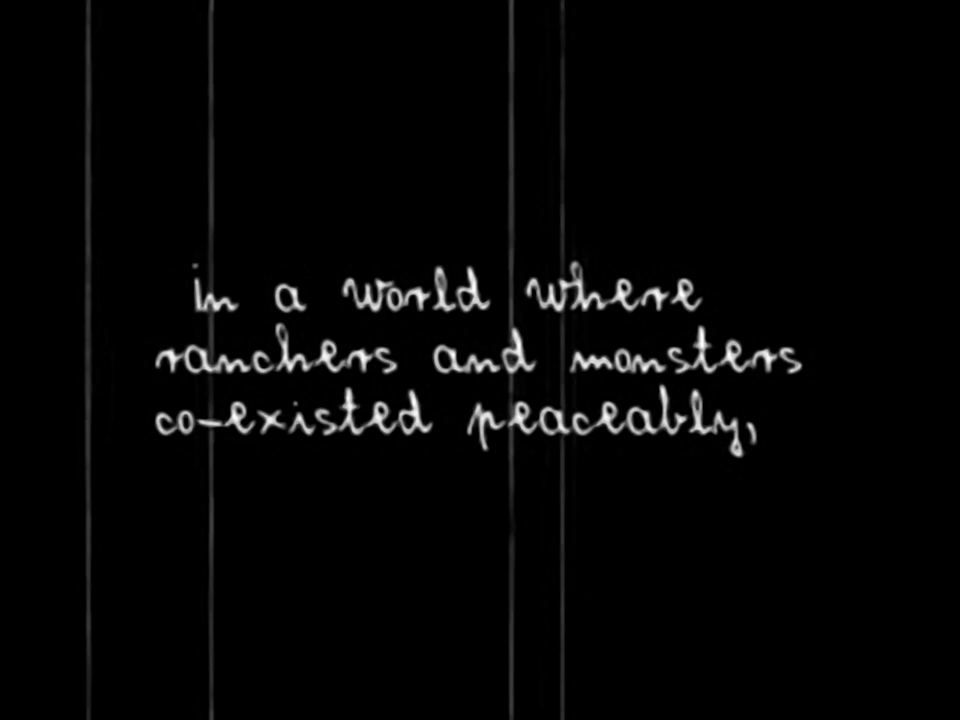 in a world where
ranchers and monsters
co-existed peaceably,